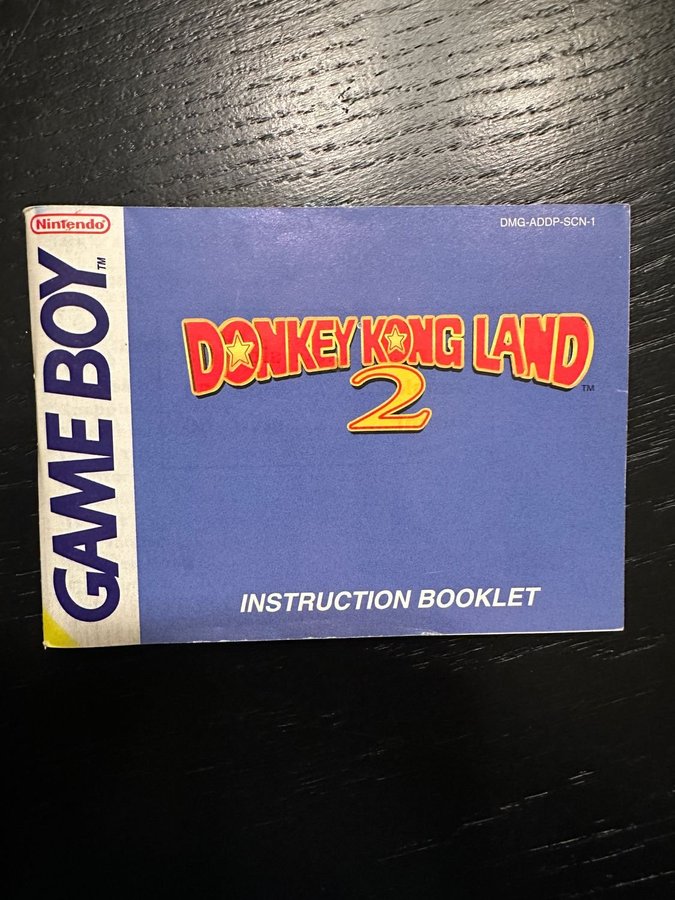 Nintendo
GAME BOY™
DMG-ADDP-SCN-1
DONKEY KONG LAND
2
™
INSTRUCTION BOOKLET